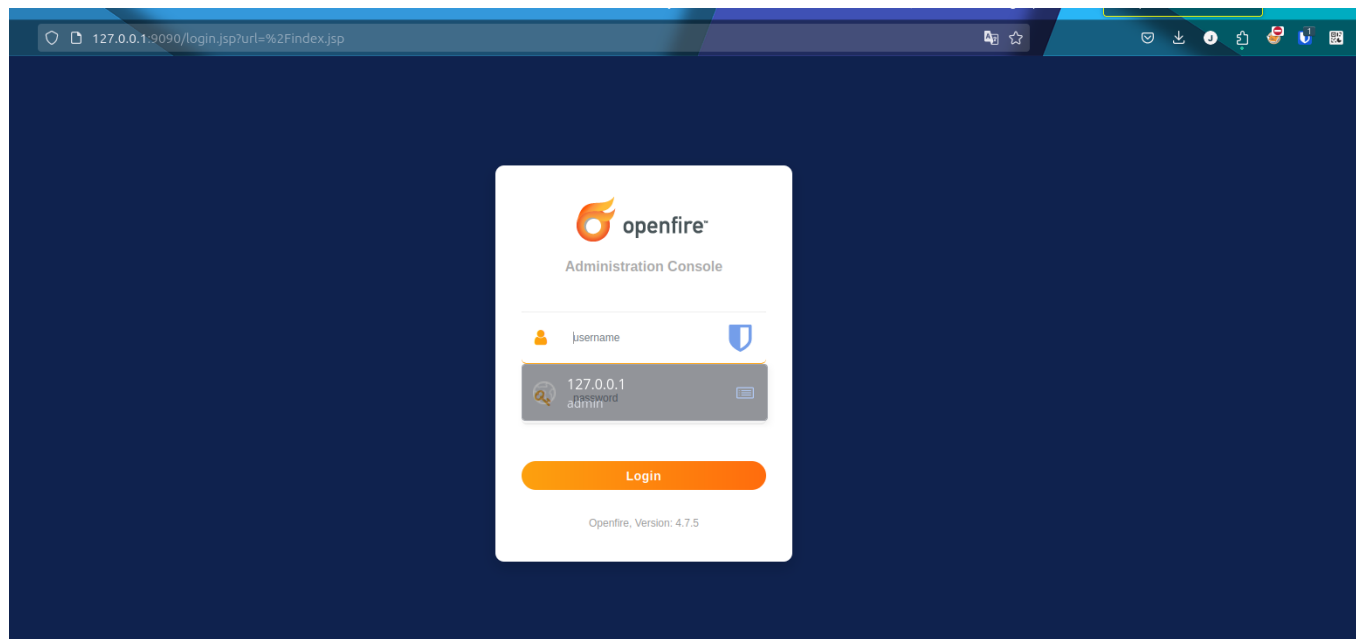 127.0.0.1:9090/login.jsp?url=%2Findex.jsp
openfire™
Administration Console
username
127.0.0.1
password
admin
Login
Openfire, Version: 4.7.5